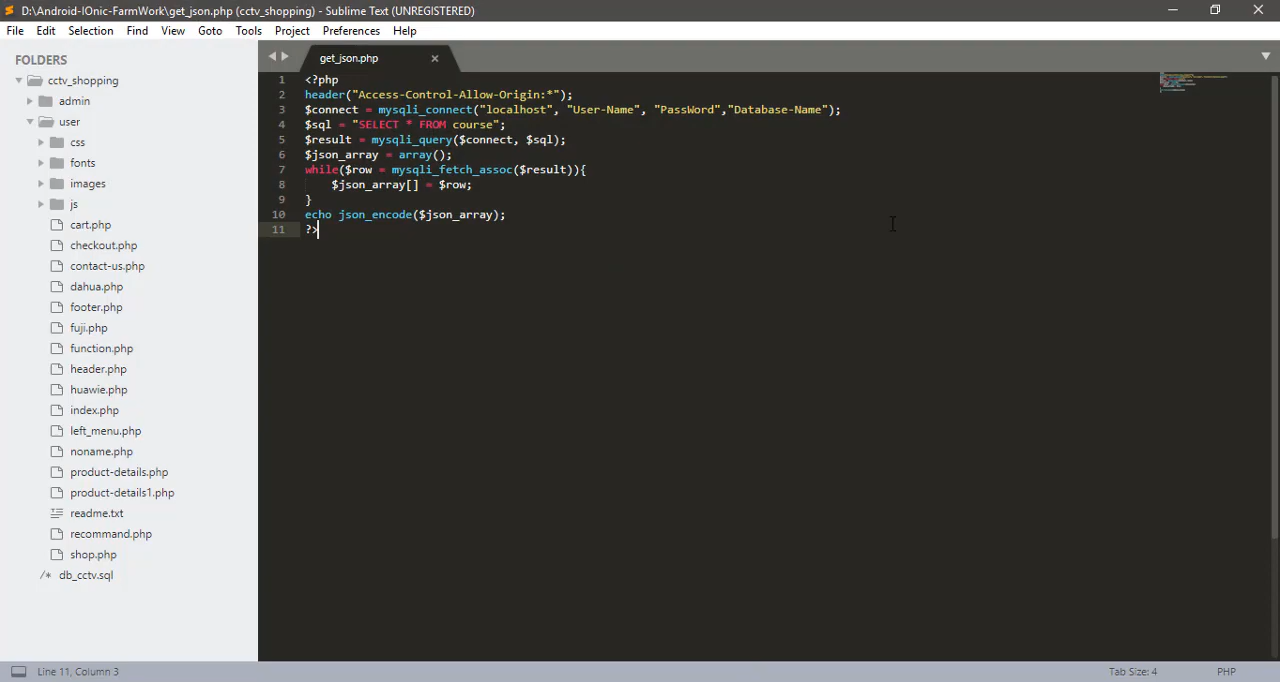 D:\Android-IOnic-FarmWork\get_json.php (cctv_shopping) - Sublime Text (UNREGISTERED)
File Edit Selection Find View Goto Tools Project Preferences Help
FOLDERS
cctv_shopping
admin
user
css
fonts
images
js
cart.php
checkout.php
contact-us.php
dahua.php
footer.php
fuji.php
function.php
header.php
huawie.php
index.php
left_menu.php
noname.php
product-details.php
product-details1.php
readme.txt
recommand.php
shop.php
/* db_cctv.sql
get_json.php
1 <?php
2 header("Access-Control-Allow-Origin:*");
3 $connect = mysqli_connect("localhost", "User-Name", "PassWord","Database-Name");
4 $sql = "SELECT * FROM course";
5 $result = mysqli_query($connect, $sql);
6 $json_array = array();
7 while($row = mysqli_fetch_assoc($result)){
8     $json_array[] = $row;
9 }
10 echo json_encode($json_array);
11 ?>
Line 11, Column 3
Tab Size: 4
PHP